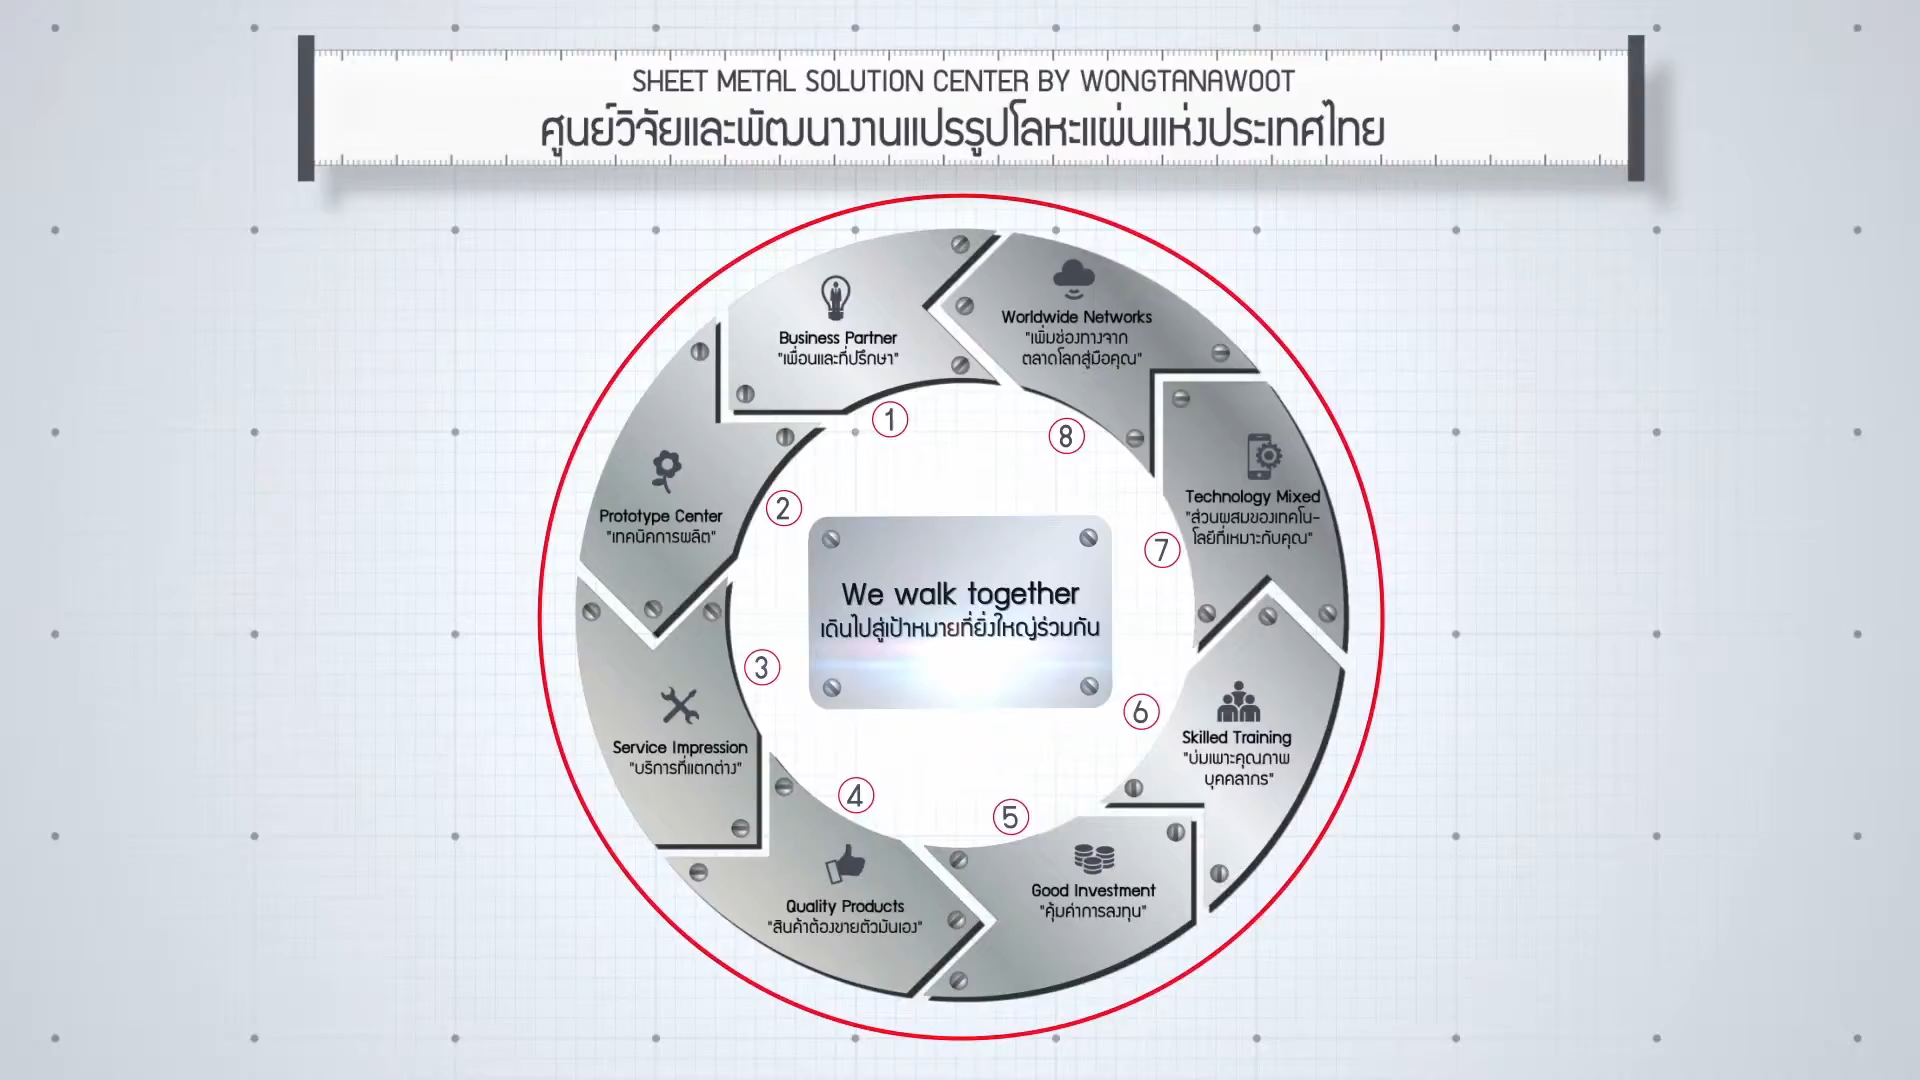 SHEET METAL SOLUTION CENTER BY WONGTANAWOOT
ศูนย์วิจัยและพัฒนางานแปรรูปโลหะแผ่นแห่งประเทศไทย
Business Partner
"เพื่อนและที่ปรึกษา"
1
Prototype Center
"เทคนิคการผลิต"
2
Service Impression
"บริการที่แตกต่าง"
3
Quality Products
"สินค้าต้องขายตัวมันเอง"
4
Good Investment
"คุ้มค่าการลงทุน"
5
Skilled Training
"บ่มเพาะคุณภาพ
บุคคลากร"
6
Technology Mixed
"ส่วนผสมของเทคโน-
โลยีที่เหมาะกับคุณ"
7
Worldwide Networks
"เพิ่มช่องทางจาก
ตลาดโลกสู่มือคุณ"
8
We walk together
เดินไปสู่เป้าหมายที่ยิ่งใหญ่ร่วมกัน